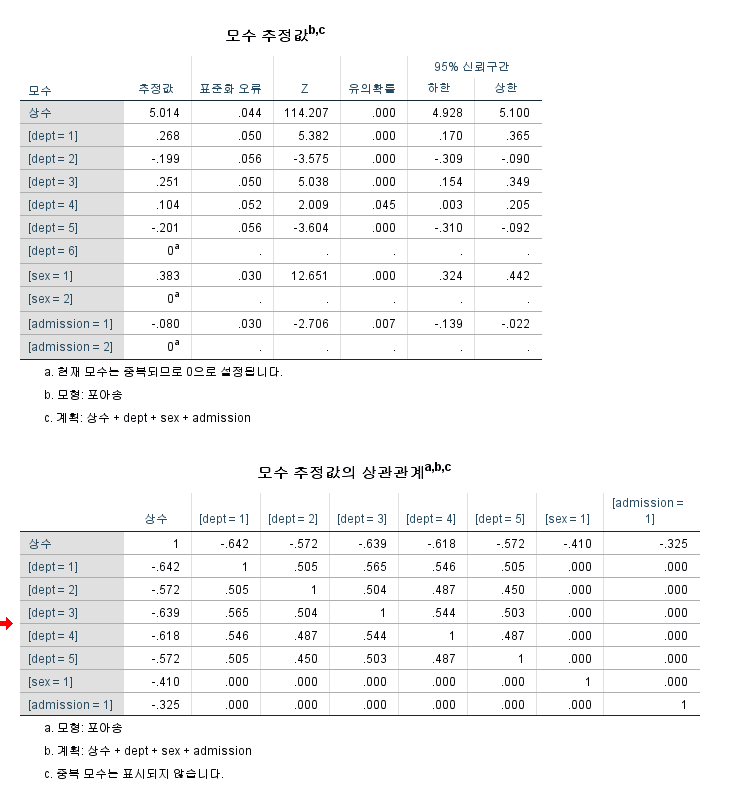 모수 추정값b,c
95% 신뢰구간
모수 추정값 표준화 오류 Z 유의확률 하한 상한
상수 5.014 .044 114.207 .000 4.928 5.100
[dept = 1] .268 .050 5.382 .000 .170 .365
[dept = 2] -.199 .056 -3.575 .000 -.309 -.090
[dept = 3] .251 .050 5.038 .000 .154 .349
[dept = 4] .104 .052 2.009 .045 .003 .205
[dept = 5] -.201 .056 -3.604 .000 -.310 -.092
[dept = 6] 0a . . . . .
[sex = 1] .383 .030 12.651 .000 .324 .442
[sex = 2] 0a . . . . .
[admission = 1] -.080 .030 -2.706 .007 -.139 -.022
[admission = 2] 0a . . . . .
a. 현재 모수는 중복되므로 0으로 설정됩니다.
b. 모형: 포아송
c. 계획: 상수 + dept + sex + admission
모수 추정값의 상관관계a,b,c
상수 [dept = 1] [dept = 2] [dept = 3] [dept = 4] [dept = 5] [sex = 1] [admission =
1]
상수 1 -.642 -.572 -.639 -.618 -.572 -.410 -.325
[dept = 1] -.642 1 .505 .565 .546 .505 .000 .000
[dept = 2] -.572 .505 1 .504 .487 .450 .000 .000
[dept = 3] -.639 .565 .504 1 .544 .503 .000 .000
[dept = 4] -.618 .546 .487 .544 1 .487 .000 .000
[dept = 5] -.572 .505 .450 .503 .487 1 .000 .000
[sex = 1] -.410 .000 .000 .000 .000 .000 1 .000
[admission = 1] -.325 .000 .000 .000 .000 .000 .000 1
a. 모형: 포아송
b. 계획: 상수 + dept + sex + admission
c. 중복 모수는 표시되지 않습니다.